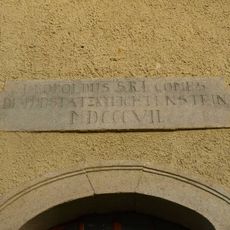 LEOPOLDUS S.R.I. COMES
DE PODSTATZKY LICHTENSTEIN
MDCCCVII